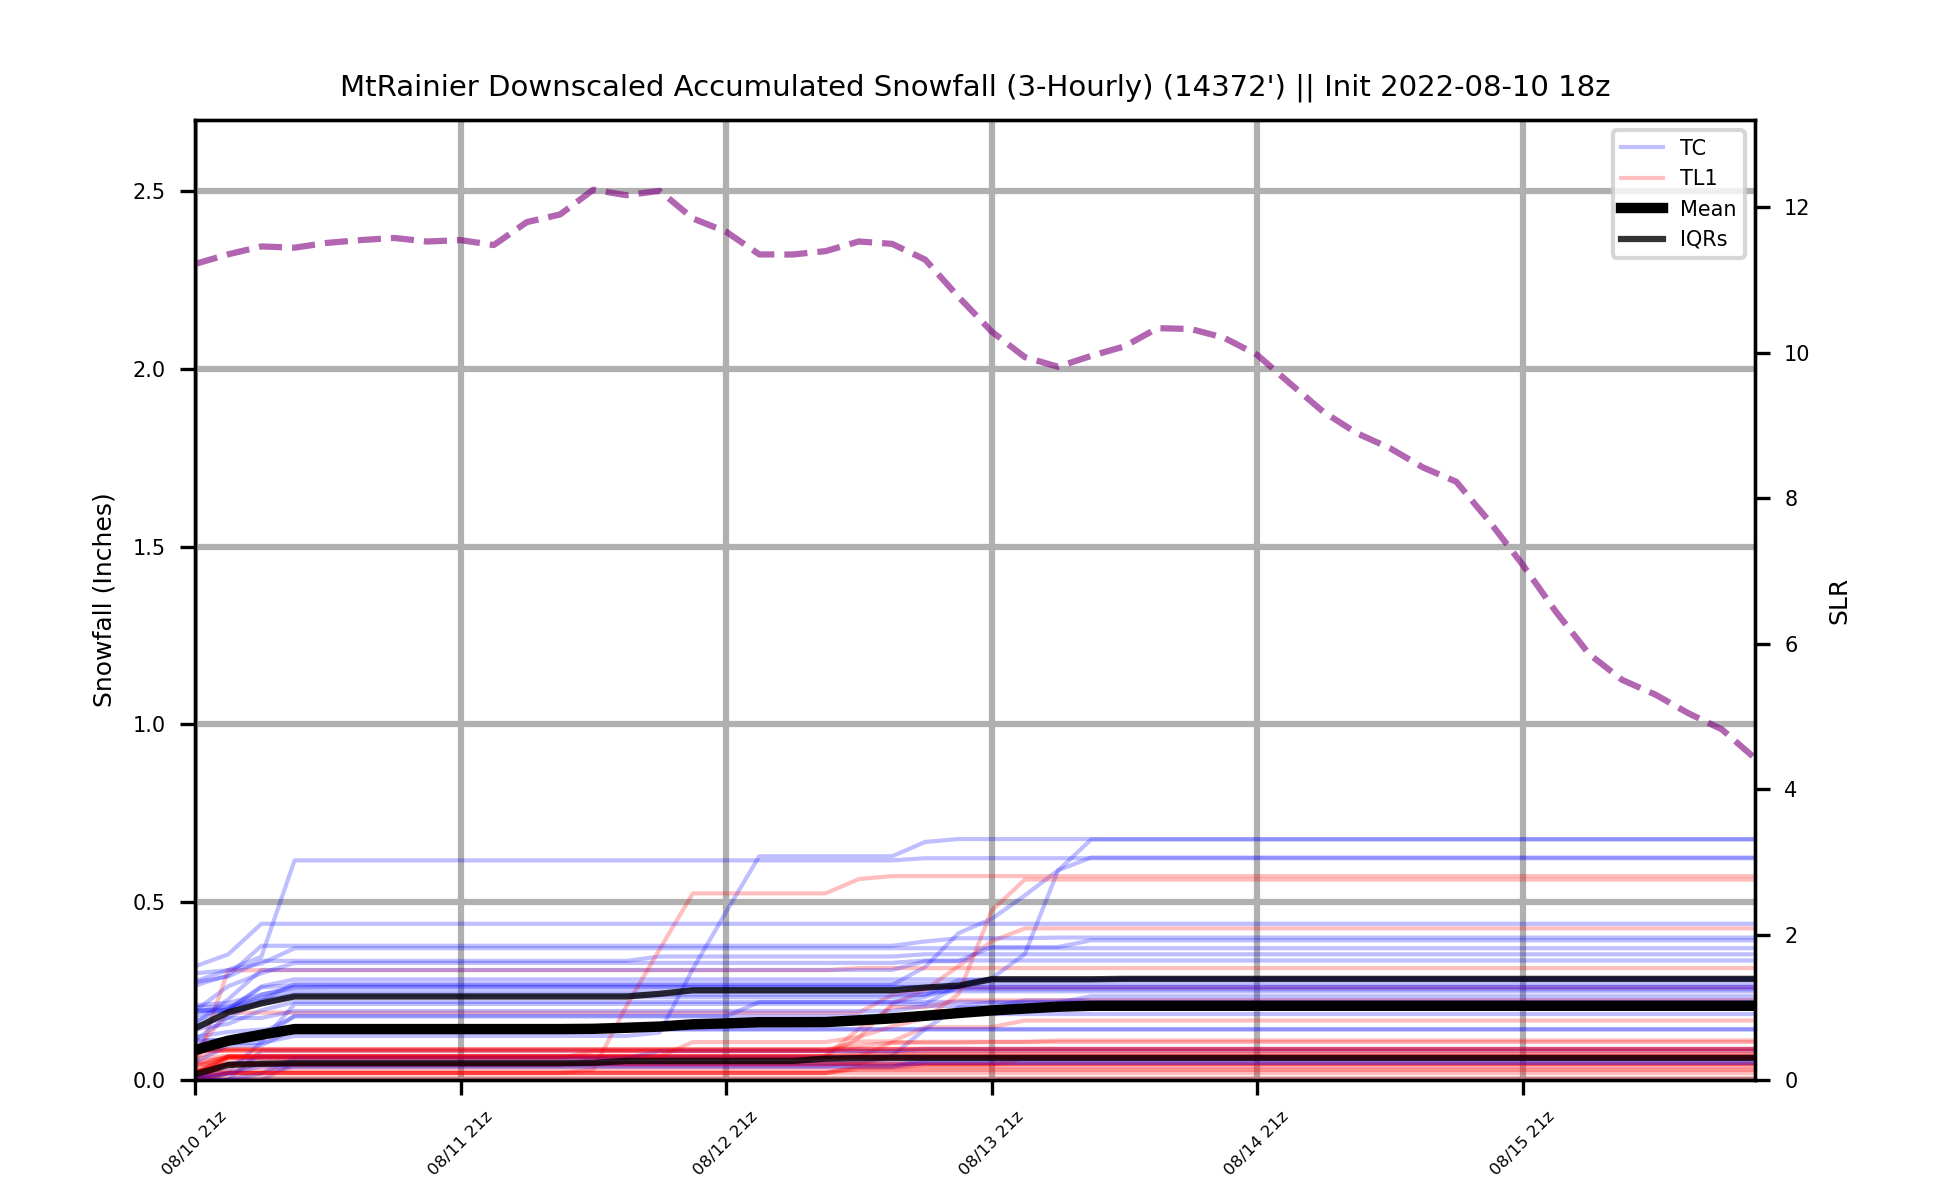 MtRainier Downscaled Accumulated Snowfall (3-Hourly) (14372') || Init 2022-08-10 18z
TC
TL1
Mean
IQRs
Snowfall (Inches)
2.5
2.0
1.5
1.0
0.5
0.0
SLR
12
10
8
6
4
2
0
08/10 21z
08/11 21z
08/12 21z
08/13 21z
08/14 21z
08/15 21z